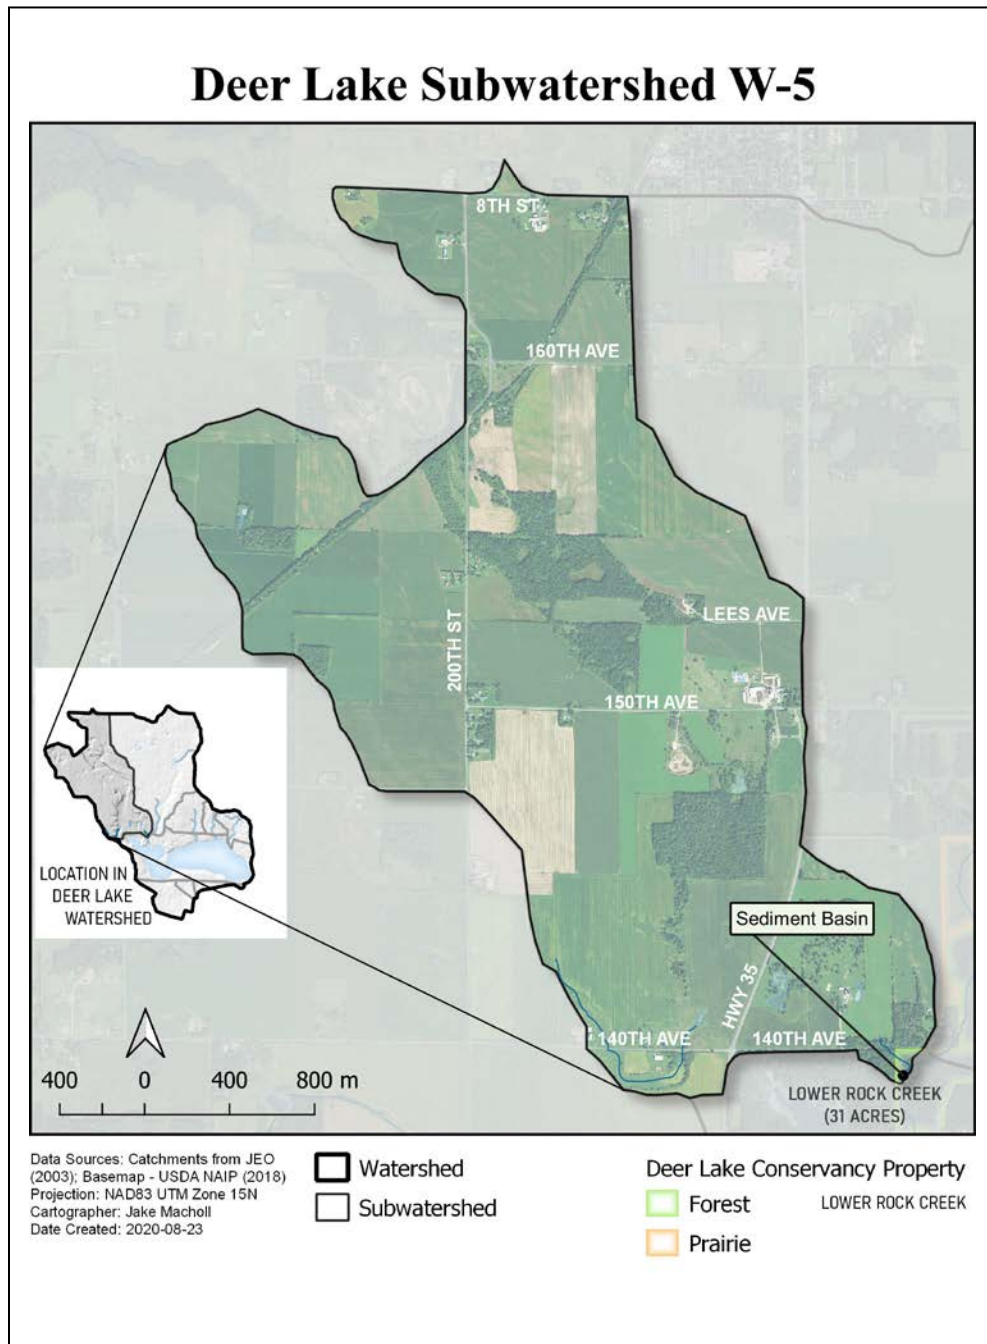 Deer Lake Subwatershed W-5
8TH ST
160TH AVE
LEES AVE
200TH ST
150TH AVE
LOCATION IN
DEER LAKE
WATERSHED
Sediment Basin
HWY 35
140TH AVE
140TH AVE
400 0 400 800 m
LOWER ROCK CREEK
(31 ACRES)
Data Sources: Catchments from JEO
(2003); Basemap - USDA NAIP (2018)
Projection: NAD83 UTM Zone 15N
Cartographer: Jake Macholl
Date Created: 2020-08-23
Watershed
Subwatershed
Deer Lake Conservancy Property
Forest
LOWER ROCK CREEK
Prairie